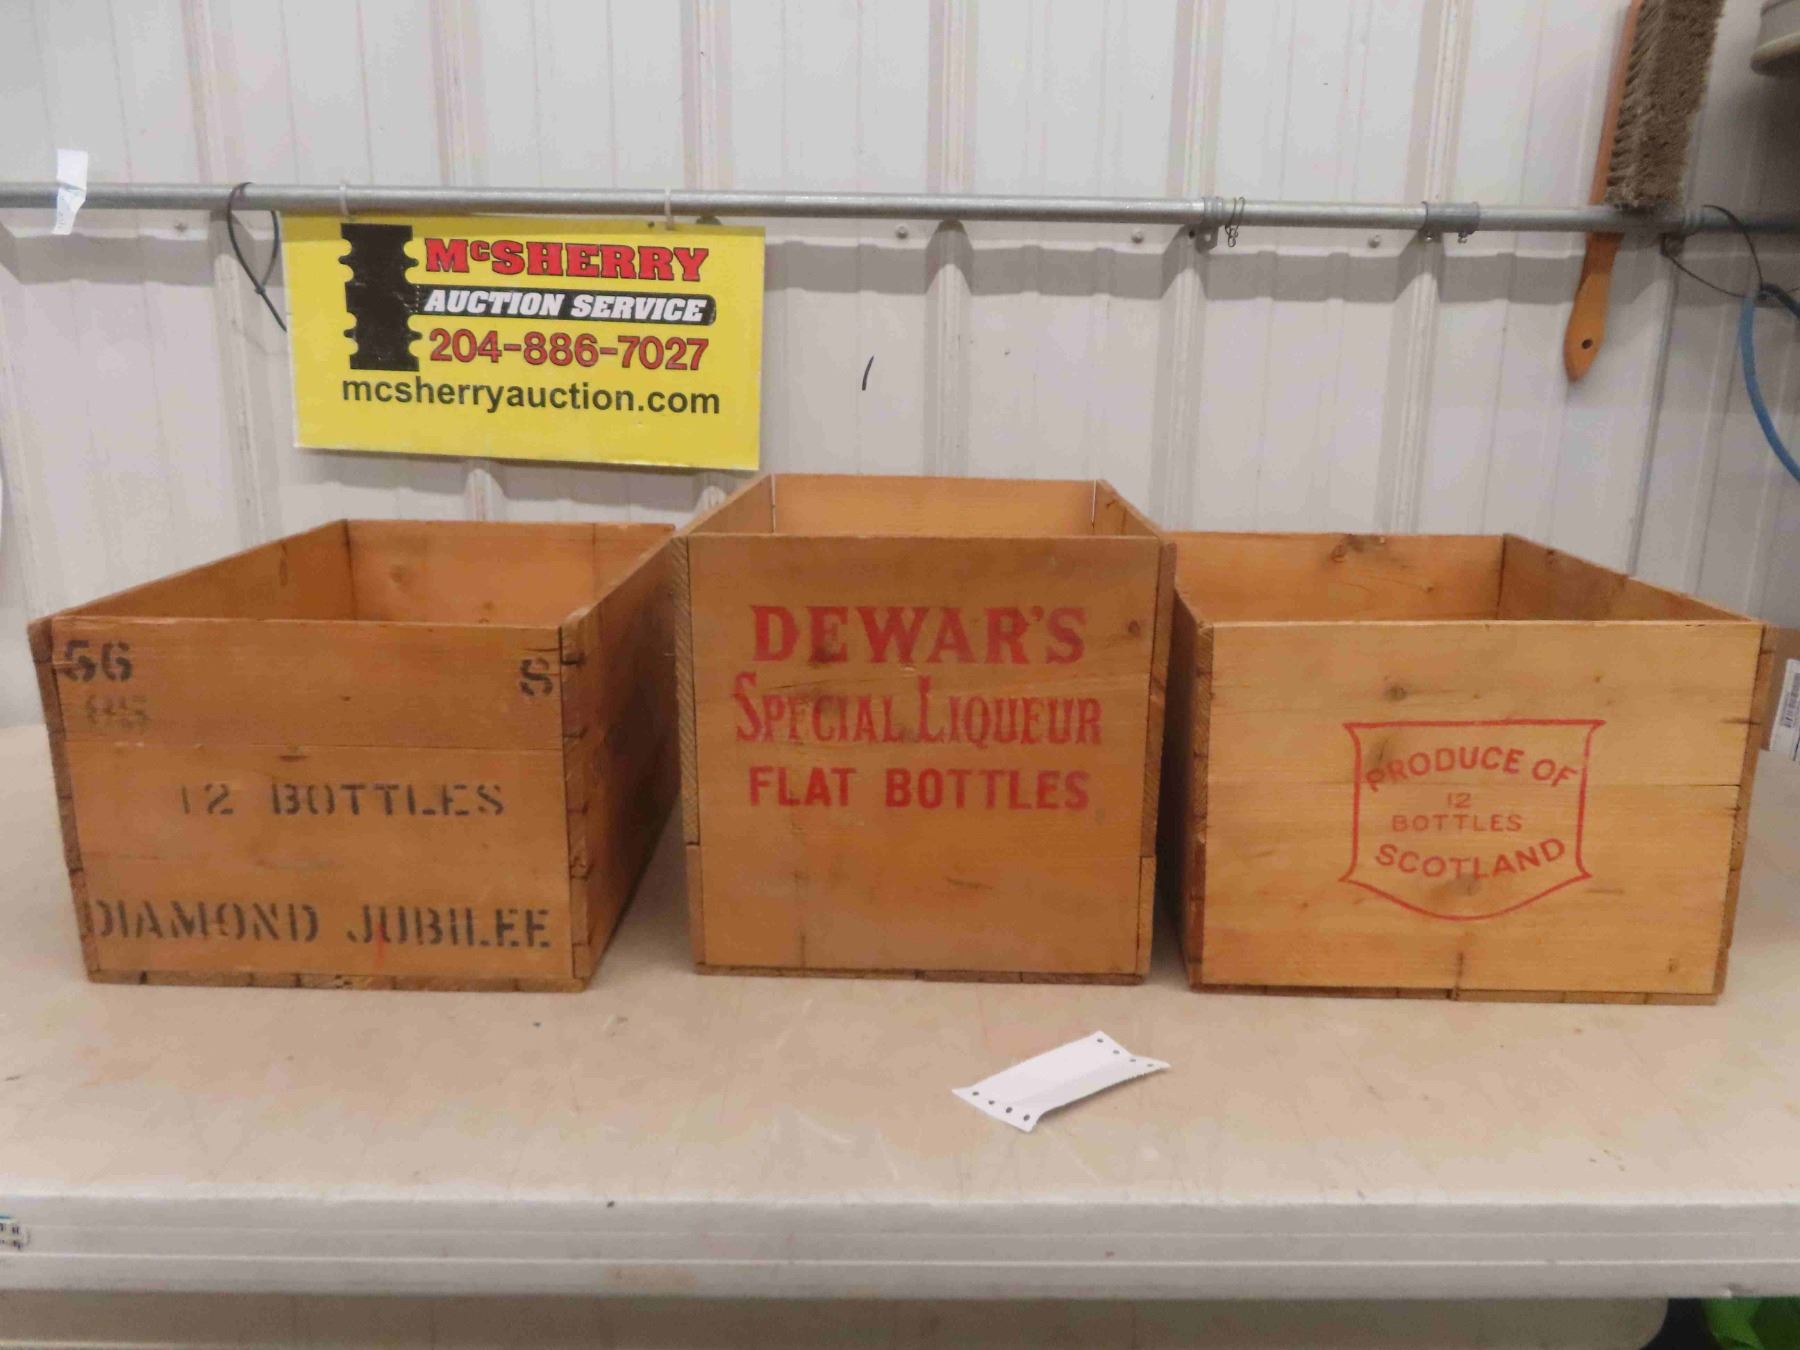 McSHERRY
AUCTION SERVICE
204-886-7027
mcsherryauction.com
56
S
12 BOTTLES
DIAMOND JUBILEE
DEWAR'S
SPECIAL LIQUEUR
FLAT BOTTLES
PRODUCE OF
12
BOTTLES
SCOTLAND